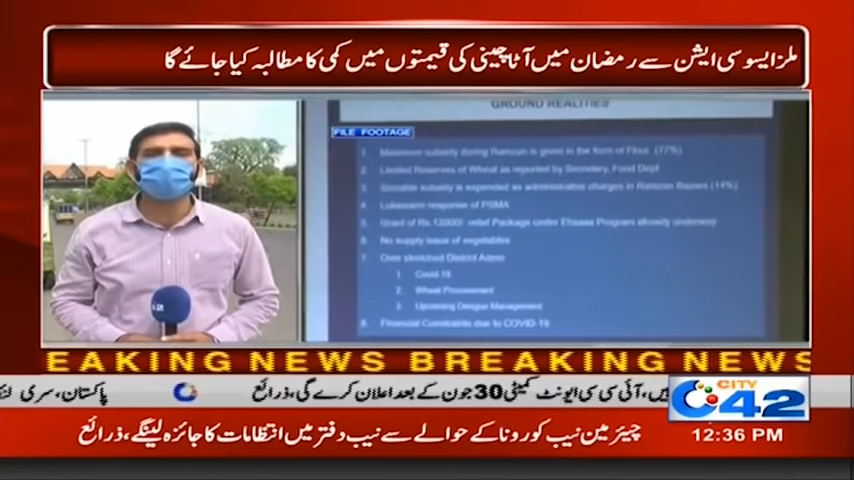 ملز ایسوسی ایشن سے رمضان میں آٹا چینی کی قیمتوں میں کمی کا مطالبہ کیا جائے گا
GROUND REALITIES
FILE FOOTAGE
1. Maximum subsidy during Ramzan is given in the form of Flour (77%)
2. Limited Reserves of Wheat as reported by Secretary, Food Dept
3. Sizeable subsidy is expended as administrative charges in Ramzan Bazars (14%)
4. Lukewarm response of PSMA
5. Grant of Rs.12000/- relief Package under Ehsaas Program already underway
6. No supply issue of vegetables
7. Over stretched District Admn
1. Covid-19
2. Wheat Procurement
3. Upcoming Dengue Management
8. Financial Constraints due to COVID-19
EAKING NEWS BREAKING NEWS
ہیں، آئی سی سی ایونٹ کمیٹی 30 جون کے بعد اعلان کرے گی، ذرائع
پاکستان، سری لنکا
CITY 42
12:36 PM
چیئرمین نیب کورونا کے حوالے سے نیب دفتر میں انتظامات کا جائزہ لینگے، ذرائع